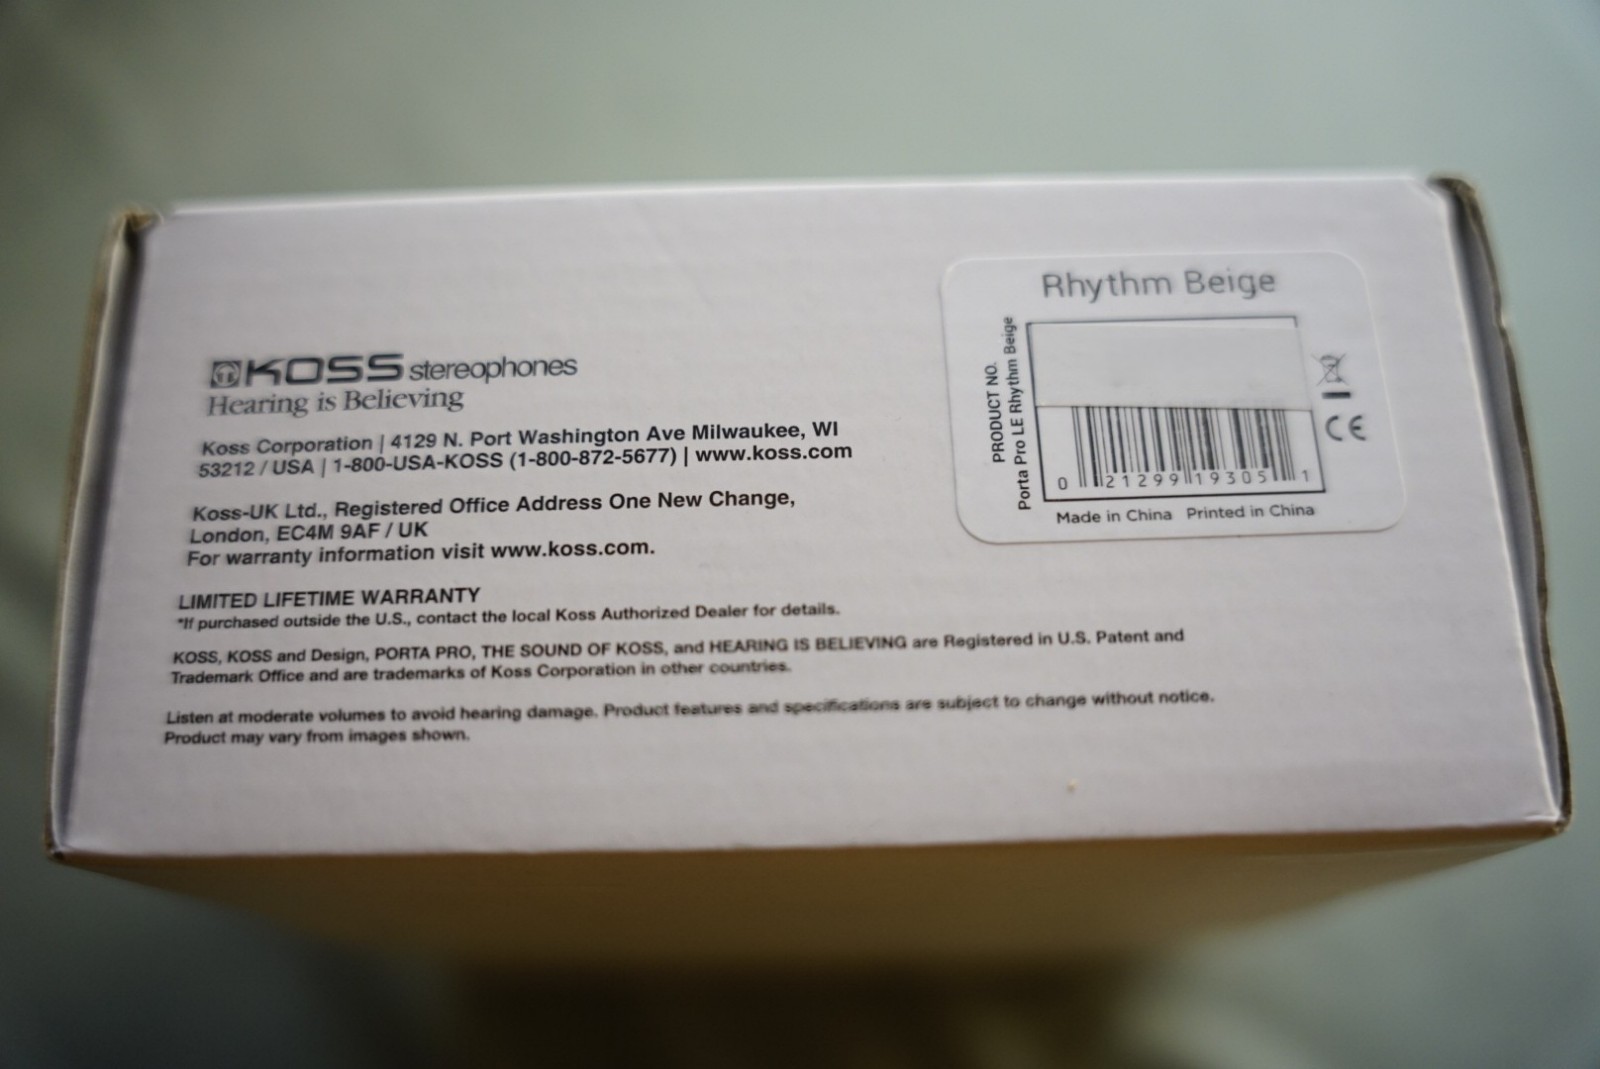 KOSS stereophones
Hearing is Believing
Koss Corporation | 4129 N. Port Washington Ave Milwaukee, WI
53212 / USA | 1-800-USA-KOSS (1-800-872-5677) | www.koss.com
Koss-UK Ltd., Registered Office Address One New Change,
London, EC4M 9AF / UK
For warranty information visit www.koss.com.
LIMITED LIFETIME WARRANTY
*If purchased outside the U.S., contact the local Koss Authorized Dealer for details.
KOSS, KOSS and Design, PORTA PRO, THE SOUND OF KOSS, and HEARING IS BELIEVING are Registered in U.S. Patent and
Trademark Office and are trademarks of Koss Corporation in other countries.
Listen at moderate volumes to avoid hearing damage. Product features and specifications are subject to change without notice.
Product may vary from images shown.
Rhythm Beige
PRODUCT NO.
Porta Pro LE Rhythm Beige
0 21299 19305 1
CE
Made in China Printed in China